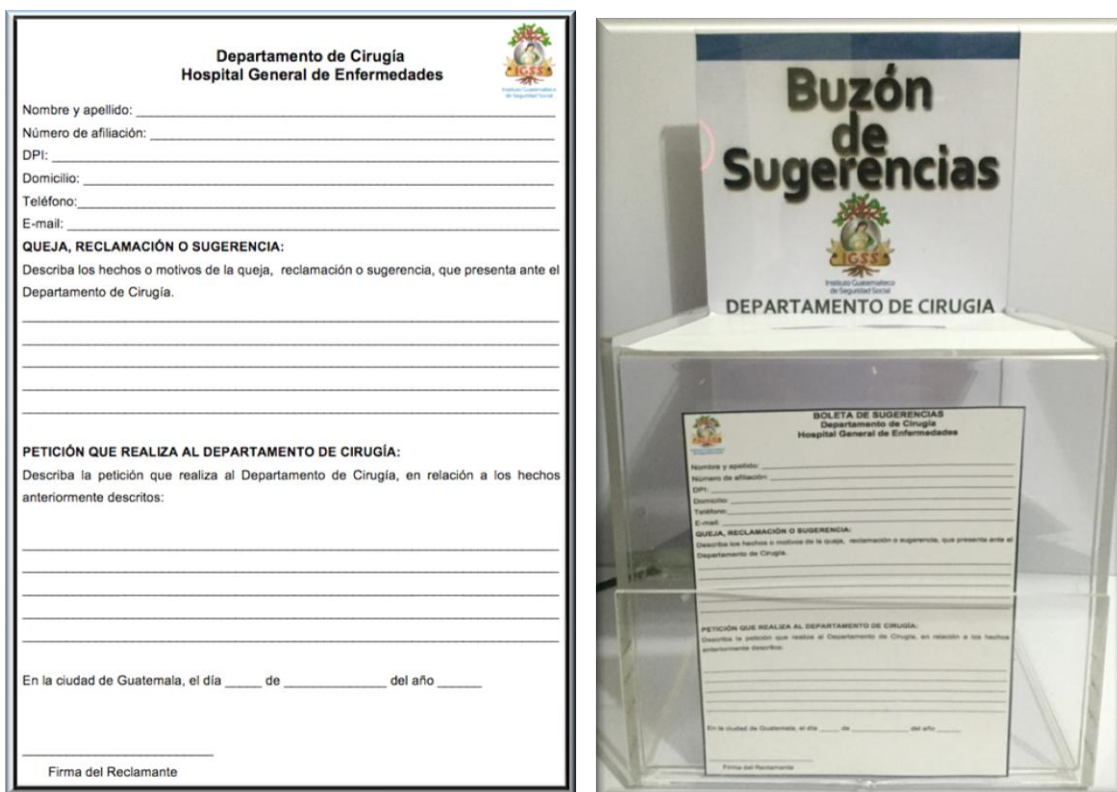 Departamento de Cirugía
Hospital General de Enfermedades
IGSS
Instituto Guatemalteco
de Seguridad Social
Nombre y apellido:
Número de afiliación:
DPI:
Domicilio:
Teléfono:
E-mail:
QUEJA, RECLAMACIÓN O SUGERENCIA:
Describa los hechos o motivos de la queja, reclamación o sugerencia, que presenta ante el
Departamento de Cirugía.
PETICIÓN QUE REALIZA AL DEPARTAMENTO DE CIRUGÍA:
Describa la petición que realiza al Departamento de Cirugía, en relación a los hechos
anteriormente descritos:
En la ciudad de Guatemala, el día _____ de _____________ del año ______
Firma del Reclamante
Buzón
de
Sugerencias
IGSS
Instituto Guatemalteco
de Seguridad Social
DEPARTAMENTO DE CIRUGIA
BOLETA DE SUGERENCIAS
Departamento de Cirugía
Hospital General de Enfermedades
Nombre y apellido:
Número de afiliación:
DPI:
Domicilio:
Teléfono:
E-mail:
QUEJA, RECLAMACIÓN O SUGERENCIA:
Describa los hechos o motivos de la queja, reclamación o sugerencia, que presenta ante el
Departamento de Cirugía.
PETICIÓN QUE REALIZA AL DEPARTAMENTO DE CIRUGÍA:
Describa la petición que realiza al Departamento de Cirugía, en relación a los hechos
anteriormente descritos:
En la ciudad de Guatemala, el día _____ de _____________ del año ______
Firma del Reclamante